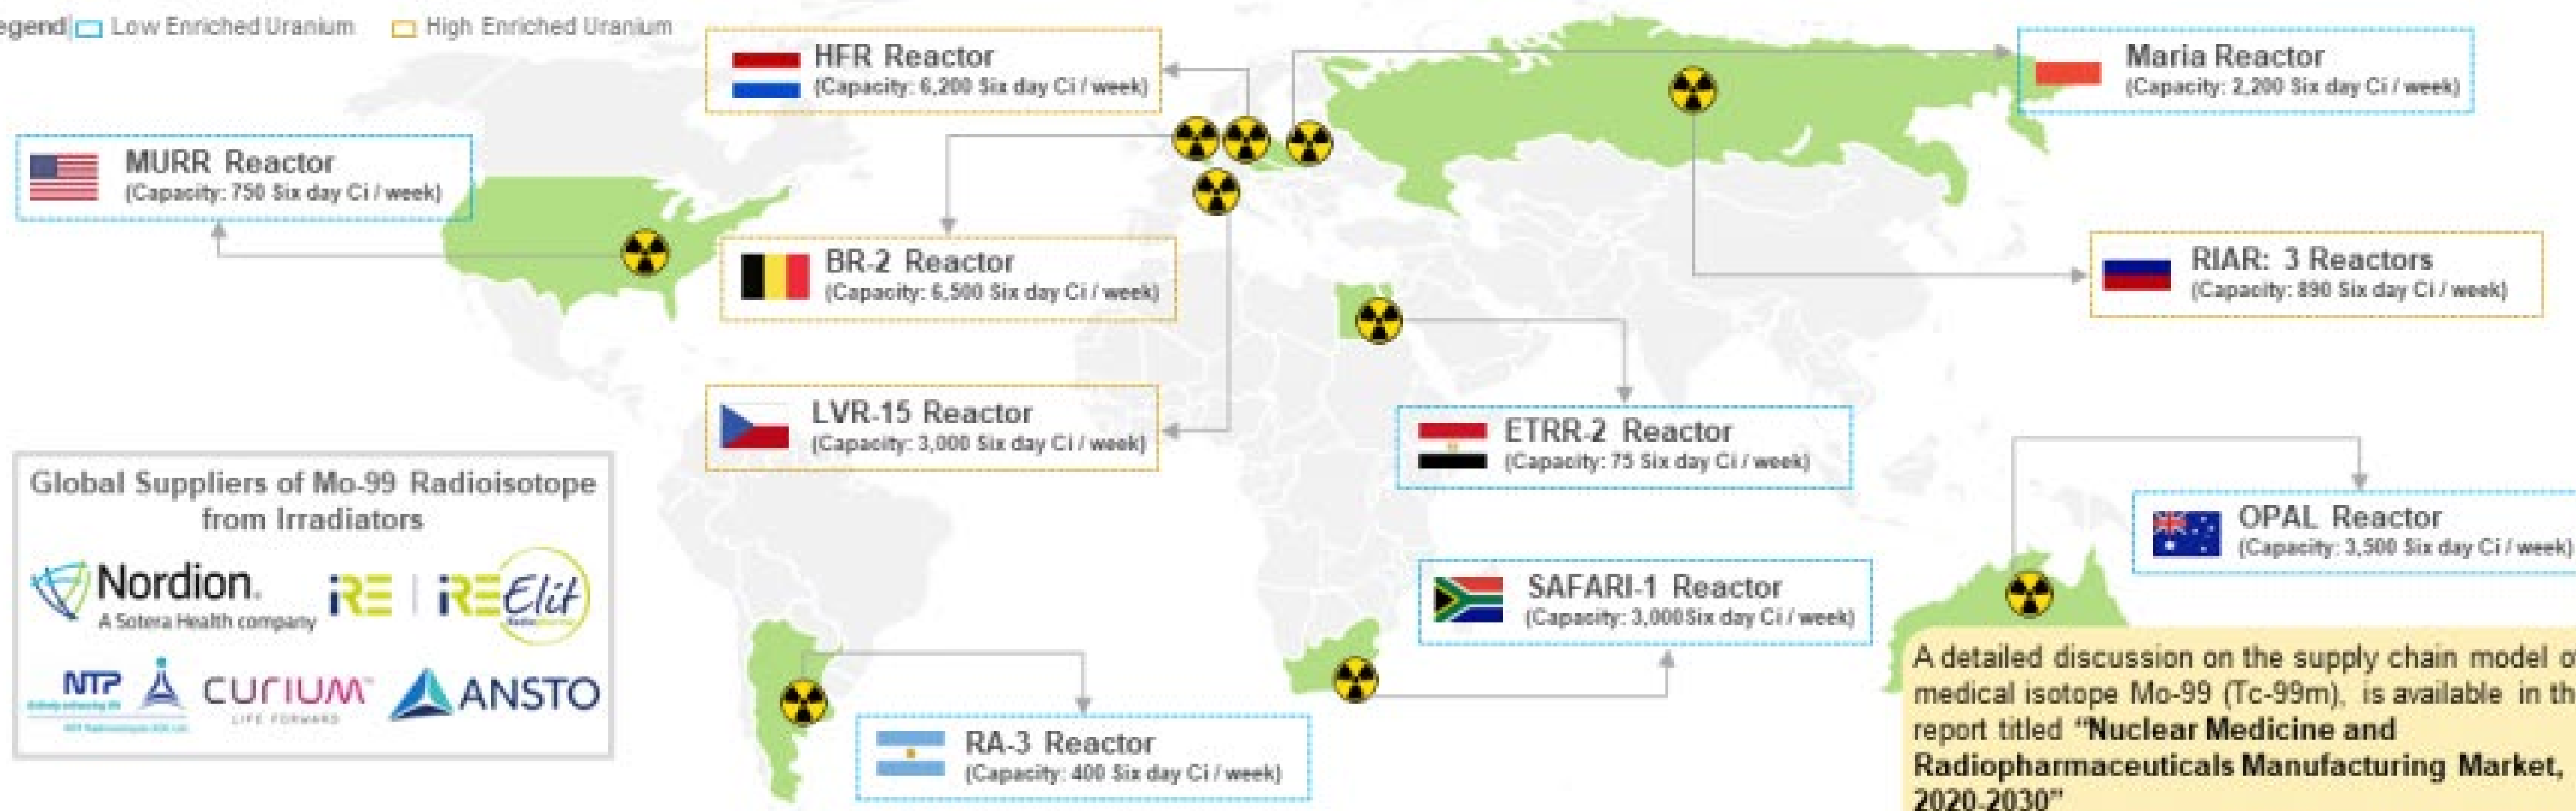 egend
Low Enriched Uranium
High Enriched Uranium
HFR Reactor
(Capacity: 6,200 Six day Ci / week)
Maria Reactor
(Capacity: 2,200 Six day Ci / week)
MURR Reactor
(Capacity: 750 Six day Ci / week)
BR-2 Reactor
(Capacity: 6,500 Six day Ci / week)
RIAR: 3 Reactors
(Capacity: 890 Six day Ci / week)
LVR-15 Reactor
(Capacity: 3,000 Six day Ci / week)
ETRR-2 Reactor
(Capacity: 75 Six day Ci / week)
Global Suppliers of Mo-99 Radioisotope
from Irradiators
Nordion.
A Sotera Health company
iRE | iRE Elit
NTP
CURIUM™
LIFE FORWARD
ANSTO
OPAL Reactor
(Capacity: 3,500 Six day Ci / week)
SAFARI-1 Reactor
(Capacity: 3,000Six day Ci / week)
RA-3 Reactor
(Capacity: 400 Six day Ci / week)
A detailed discussion on the supply chain model o
medical isotope Mo-99 (Tc-99m), is available in th
report titled “Nuclear Medicine and
Radiopharmaceuticals Manufacturing Market,
2020-2030”